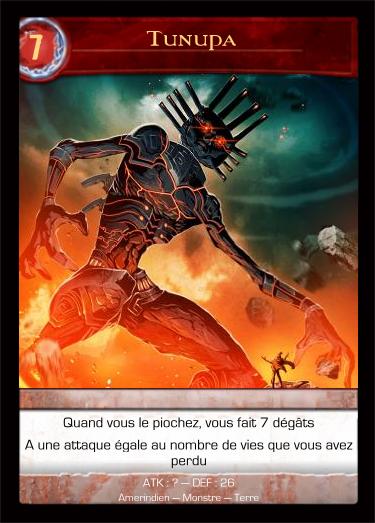 7
Tunupa
Quand vous le piochez, vous fait 7 dégâts
A une attaque égale au nombre de vies que vous avez
perdu
ATK : ? — DEF : 26
Amerindien — Monstre — Terre